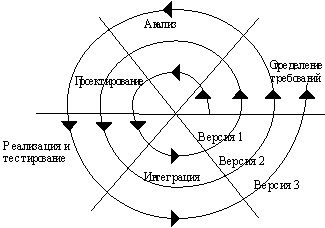 Анализ
Определение
требований
Проектирование
Версия 1
Реализация и
тестирование
Версия 2
Интеграция
Версия 3